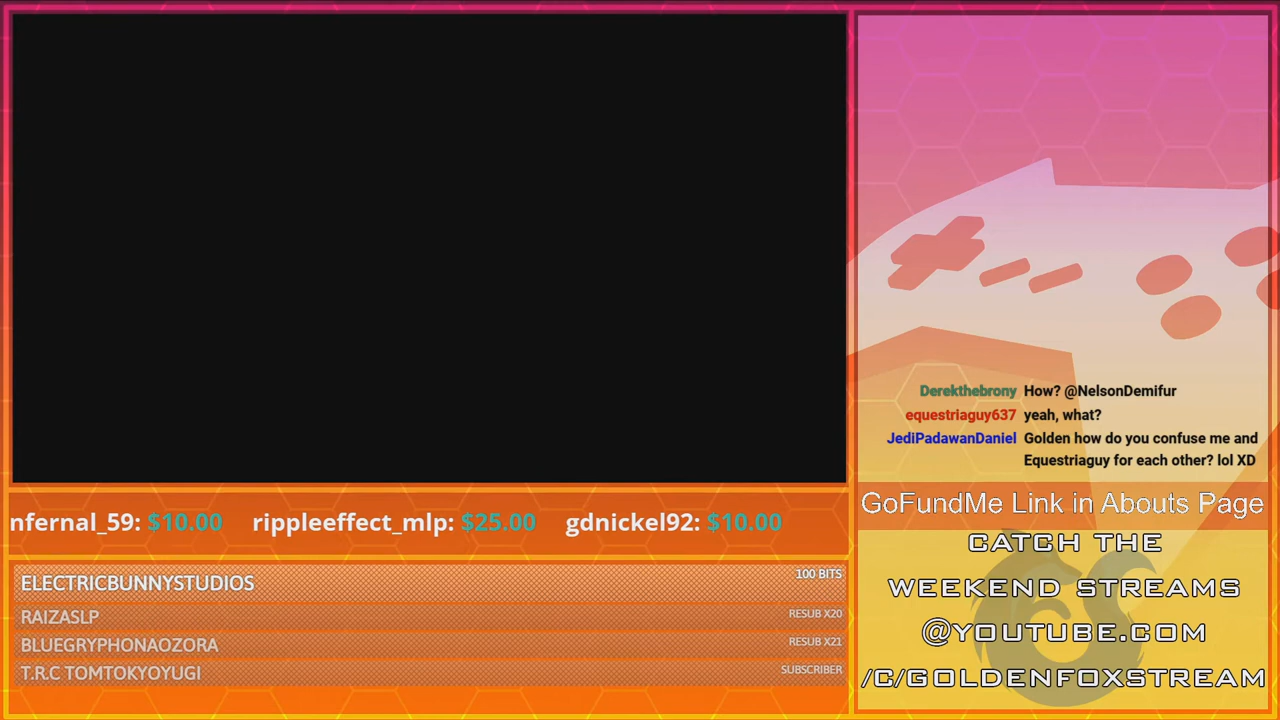 Derekthebrony How? @NelsonDemifur
equestriaguy637 yeah, what?
JediPadawanDaniel Golden how do you confuse me and
Equestriaguy for each other? lol XD
GoFundMe Link in Abouts Page
CATCH THE
WEEKEND STREAMS
@YOUTUBE.COM
/C/GOLDENFOXSTREAM
nfernal_59: $10.00 rippleeffect_mlp: $25.00 gdnickel92: $10.00
ELECTRICBUNNYSTUDIOS 100 BITS
RAIZASLP RESUB X20
BLUEGRYPHONAOZORA RESUB X21
T.R.C TOMTOKYOYUGI SUBSCRIBER